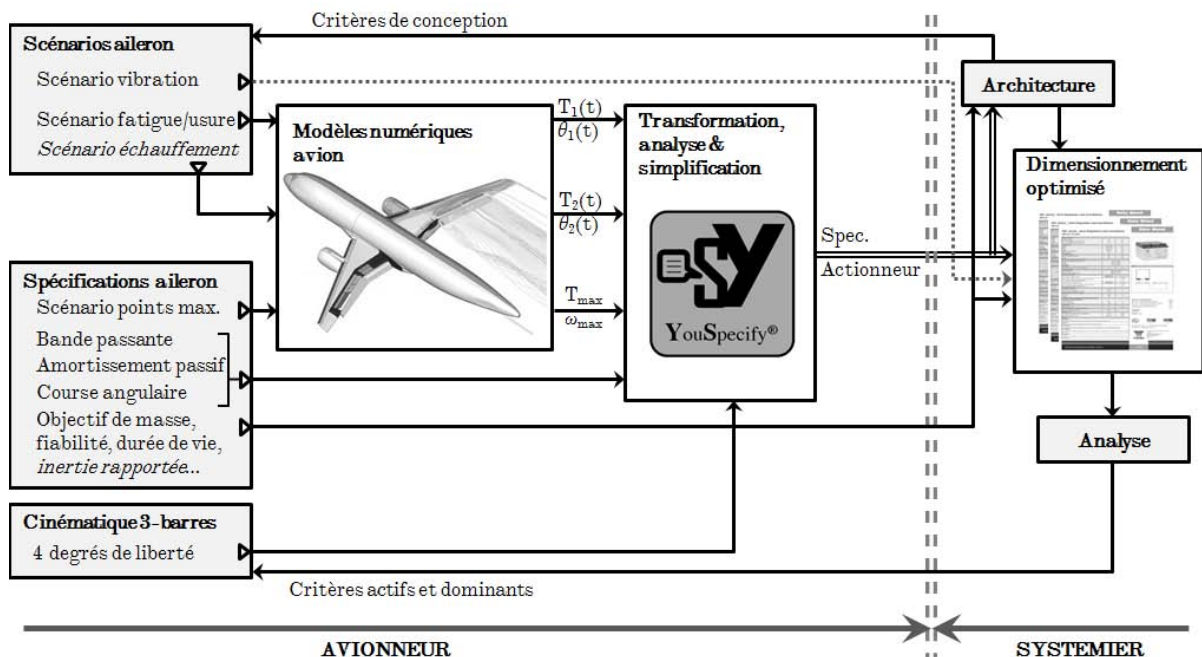 Critères de conception
Scénarios aileron
Scénario vibration
Scénario fatigue/usure
Scénario échauffement
Modèles numériques
avion
T₁(t)
θ₁(t)
T₂(t)
θ₂(t)
Tmax
ωmax
Transformation,
analyse &
simplification
YouSpecify®
Spec.
Actionneur
Architecture
Dimensionnement
optimisé
Analyse
Spécifications aileron
Scénario points max.
Bande passante
Amortissement passif
Course angulaire
Objectif de masse,
fiabilité, durée de vie,
inertie rapportée...
Cinématique 3-barres
4 degrés de liberté
Critères actifs et dominants
AVIONNEUR
SYSTEMIER